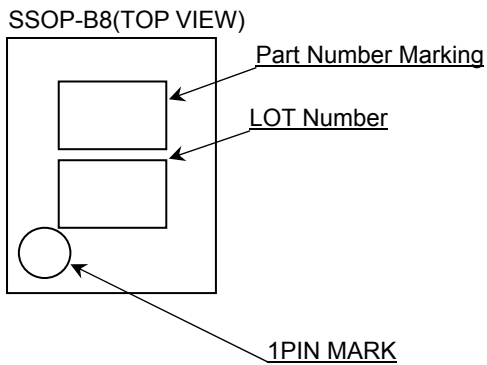 SSOP-B8(TOP VIEW)
Part Number Marking
LOT Number
1PIN MARK